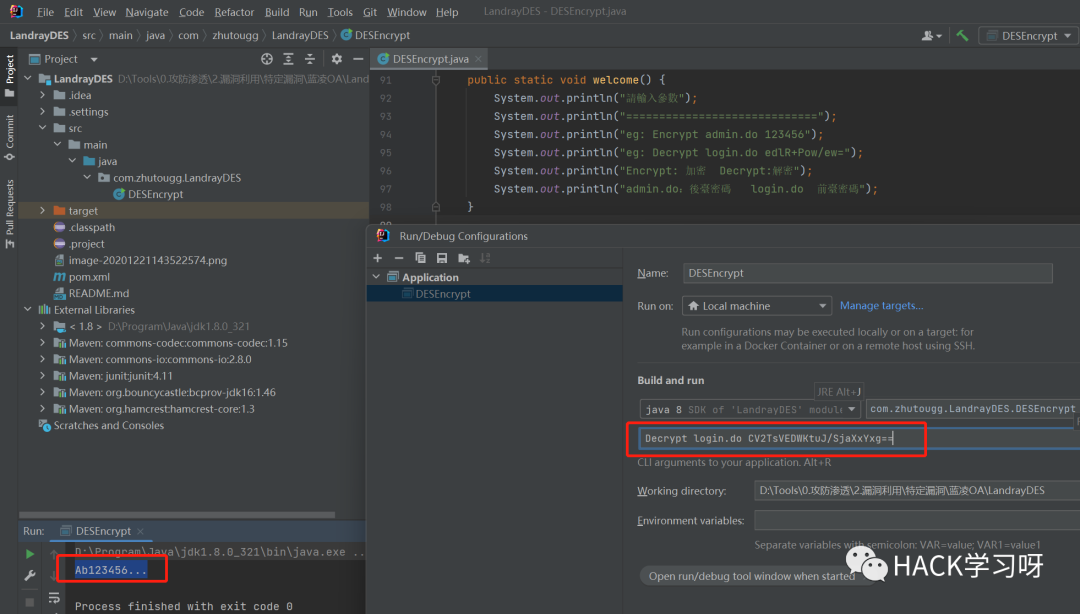 File Edit View Navigate Code Refactor Build Run Tools Git Window Help LandrayDES - DESEncrypt.java
LandrayDES src main java com zhutougg LandrayDES DESEncrypt
DESEncrypt
Project
Commit
Pull Requests
Project
LandrayDES D:\Tools\0.攻防渗透\2.漏洞利用\特定漏洞\蓝凌OA\Land
.idea
.settings
src
main
java
com.zhutougg.LandrayDES
DESEncrypt
target
.classpath
.project
image-20201221143522574.png
pom.xml
README.md
External Libraries
< 1.8 > D:\Program\Java\jdk1.8.0_321
Maven: commons-codec:commons-codec:1.15
Maven: commons-io:commons-io:2.8.0
Maven: junit:junit:4.11
Maven: org.bouncycastle:bcprov-jdk16:1.46
Maven: org.hamcrest:hamcrest-core:1.3
Scratches and Consoles
DESEncrypt.java
91 public static void welcome() {
92 System.out.println("請輸入參數");
93 System.out.println("============================");
94 System.out.println("eg: Encrypt admin.do 123456");
95 System.out.println("eg: Decrypt login.do edlR+Pow/ew=");
96 System.out.println("Encrypt: 加密 Decrypt:解密");
97 System.out.println("admin.do：後臺密碼 login.do 前臺密碼");
98 }
Run/Debug Configurations
Application
DESEncrypt
Name: DESEncrypt
Run on: Local machine Manage targets...
Run configurations may be executed locally or on a target: for
example in a Docker Container or on a remote host using SSH.
Build and run
JRE Alt+J
java 8 SDK of 'LandrayDES' module com.zhutougg.LandrayDES.DESEncrypt
Decrypt login.do CV2TsVEDWKtuJ/SjaXxYxg==
CLI arguments to your application. Alt+R
Working directory: D:\Tools\0.攻防渗透\2.漏洞利用\特定漏洞\蓝凌OA\LandrayDES
Environment variables:
Separate variables with semicolon: VAR=value; VAR1=value1
Open run/debug tool window when started
Run: DESEncrypt
D:\Program\Java\jdk1.8.0_321\bin\java.exe ...
Ab123456...
Process finished with exit code 0
HACK学习呀